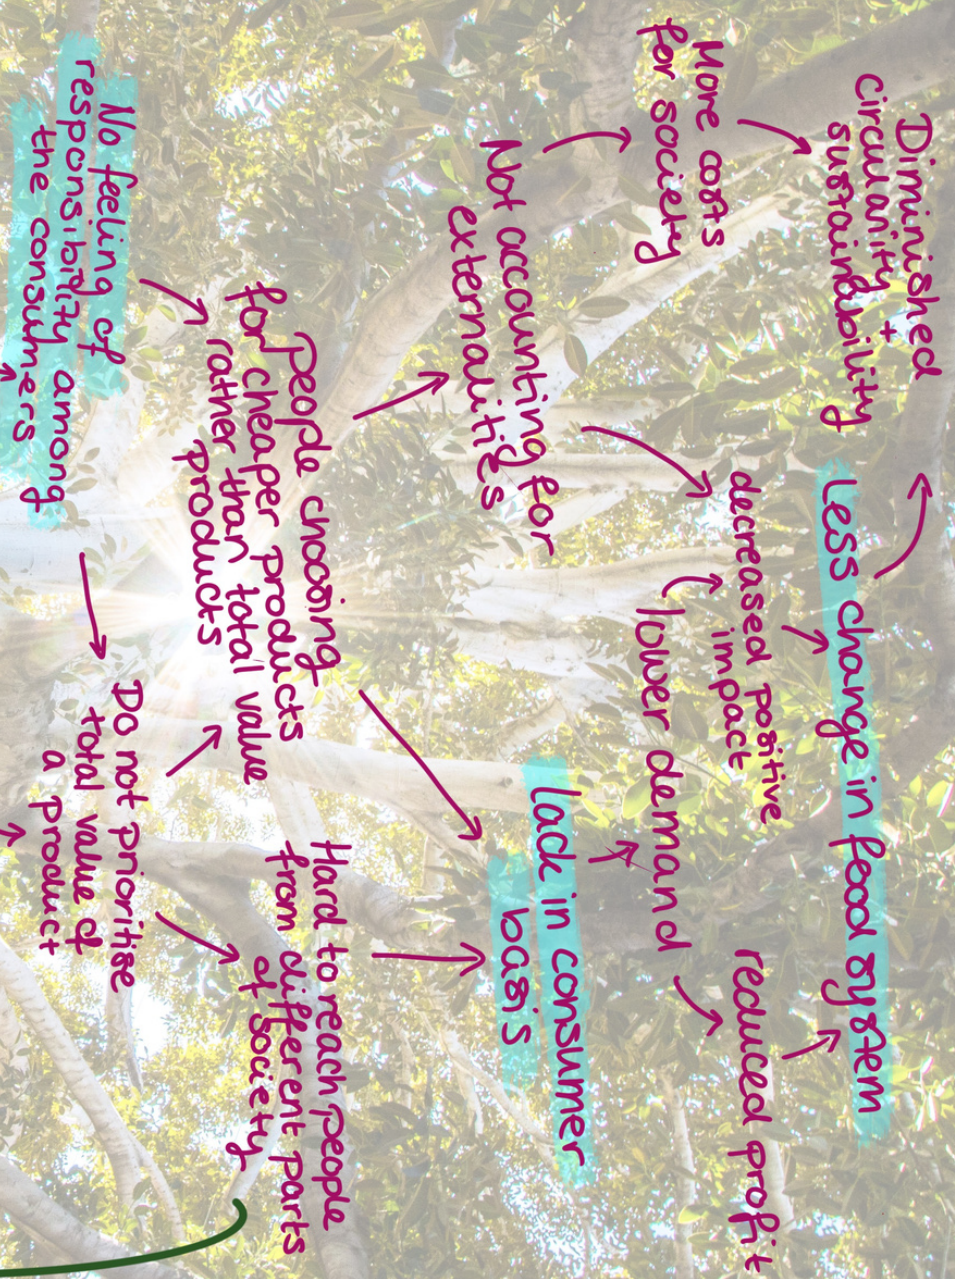 Diminished
circularity +
sustainability
Less change in food system
More costs
for society
decreased positive
impact
reduced profit
lower demand
Not accounting for
externalities
lack in consumer
basis
People choosing
for cheaper products
rather than total value
products
Hard to reach people
from different parts
of society
No feeling of
responsibility among
the consumers
Do not prioritise
total value of
a product